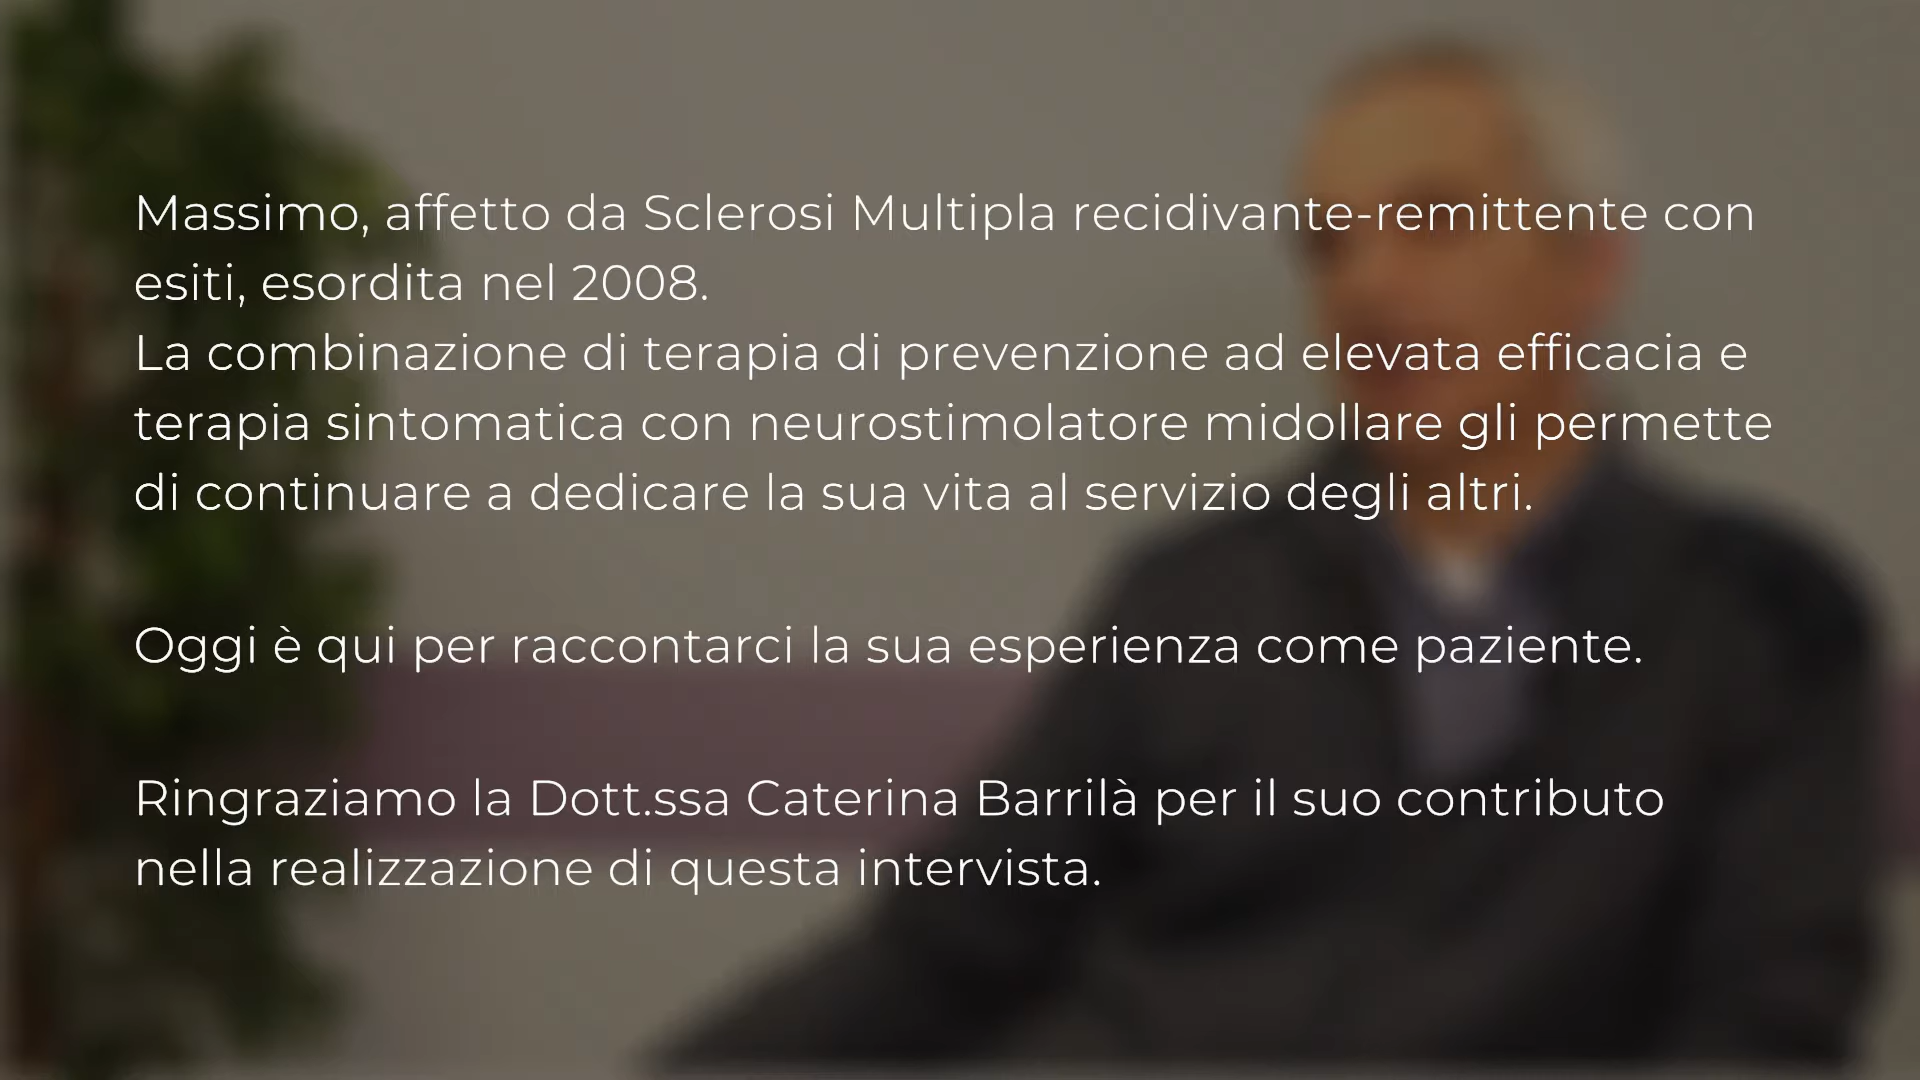 Massimo, affetto da Sclerosi Multipla recidivante-remittente con
esiti, esordita nel 2008.
La combinazione di terapia di prevenzione ad elevata efficacia e
terapia sintomatica con neurostimolatore midollare gli permette
di continuare a dedicare la sua vita al servizio degli altri.
Oggi è qui per raccontarci la sua esperienza come paziente.
Ringraziamo la Dott.ssa Caterina Barrilà per il suo contributo
nella realizzazione di questa intervista.